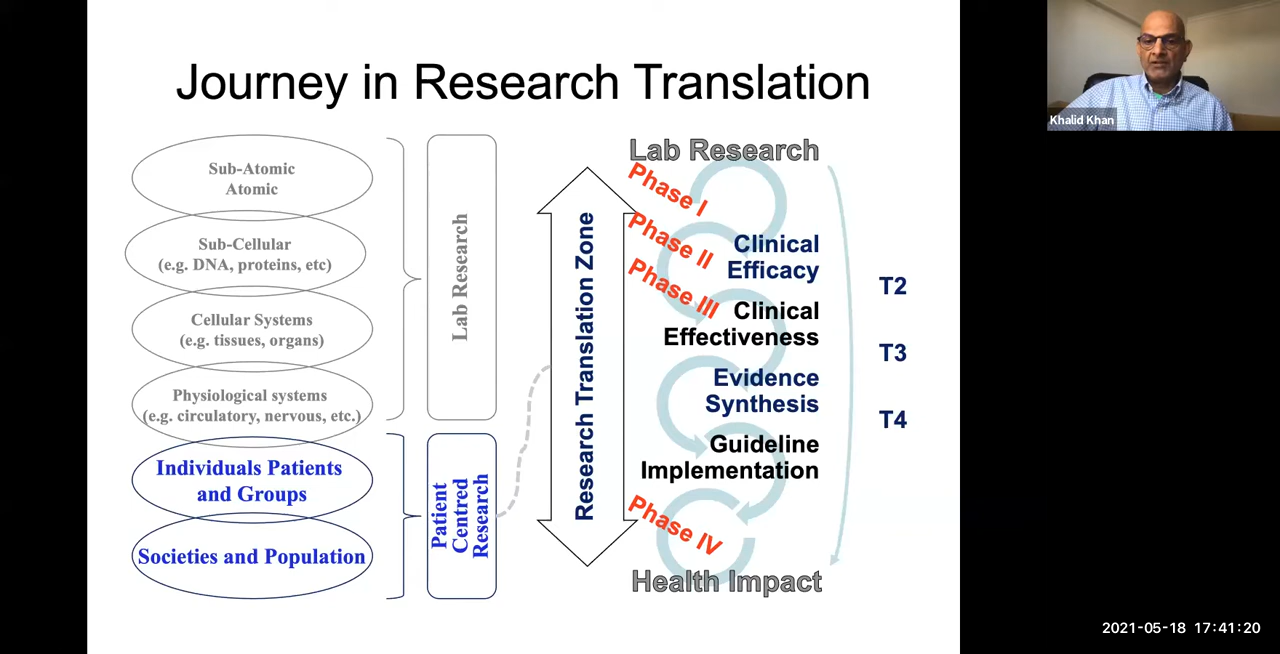 Journey in Research Translation
Khalid Khan
Sub-Atomic
Atomic
Sub-Cellular
(e.g. DNA, proteins, etc)
Cellular Systems
(e.g. tissues, organs)
Physiological systems
(e.g. circulatory, nervous, etc.)
Individuals Patients
and Groups
Societies and Population
Lab Research
Patient
Centred
Research
Research Translation Zone
Lab Research
Phase I
Phase II
Phase III
Clinical
Efficacy
Clinical
Effectiveness
Evidence
Synthesis
Guideline
Implementation
Phase IV
Health Impact
T2
T3
T4
2021-05-18 17:41:20